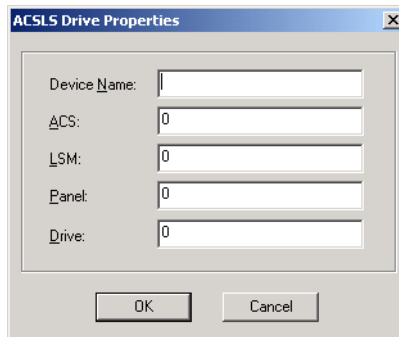 ACSLS Drive Properties
Device Name:
ACS: 0
LSM: 0
Panel: 0
Drive: 0
OK Cancel